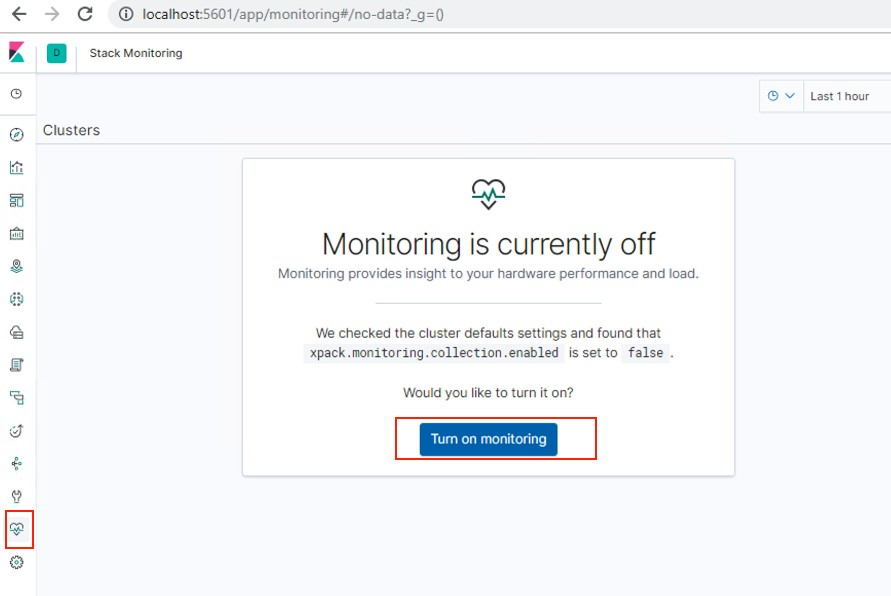 localhost:5601/app/monitoring#/no-data?_g=()
D
Stack Monitoring
Last 1 hour
Clusters
Monitoring is currently off
Monitoring provides insight to your hardware performance and load.
We checked the cluster defaults settings and found that
xpack.monitoring.collection.enabled is set to false .
Would you like to turn it on?
Turn on monitoring